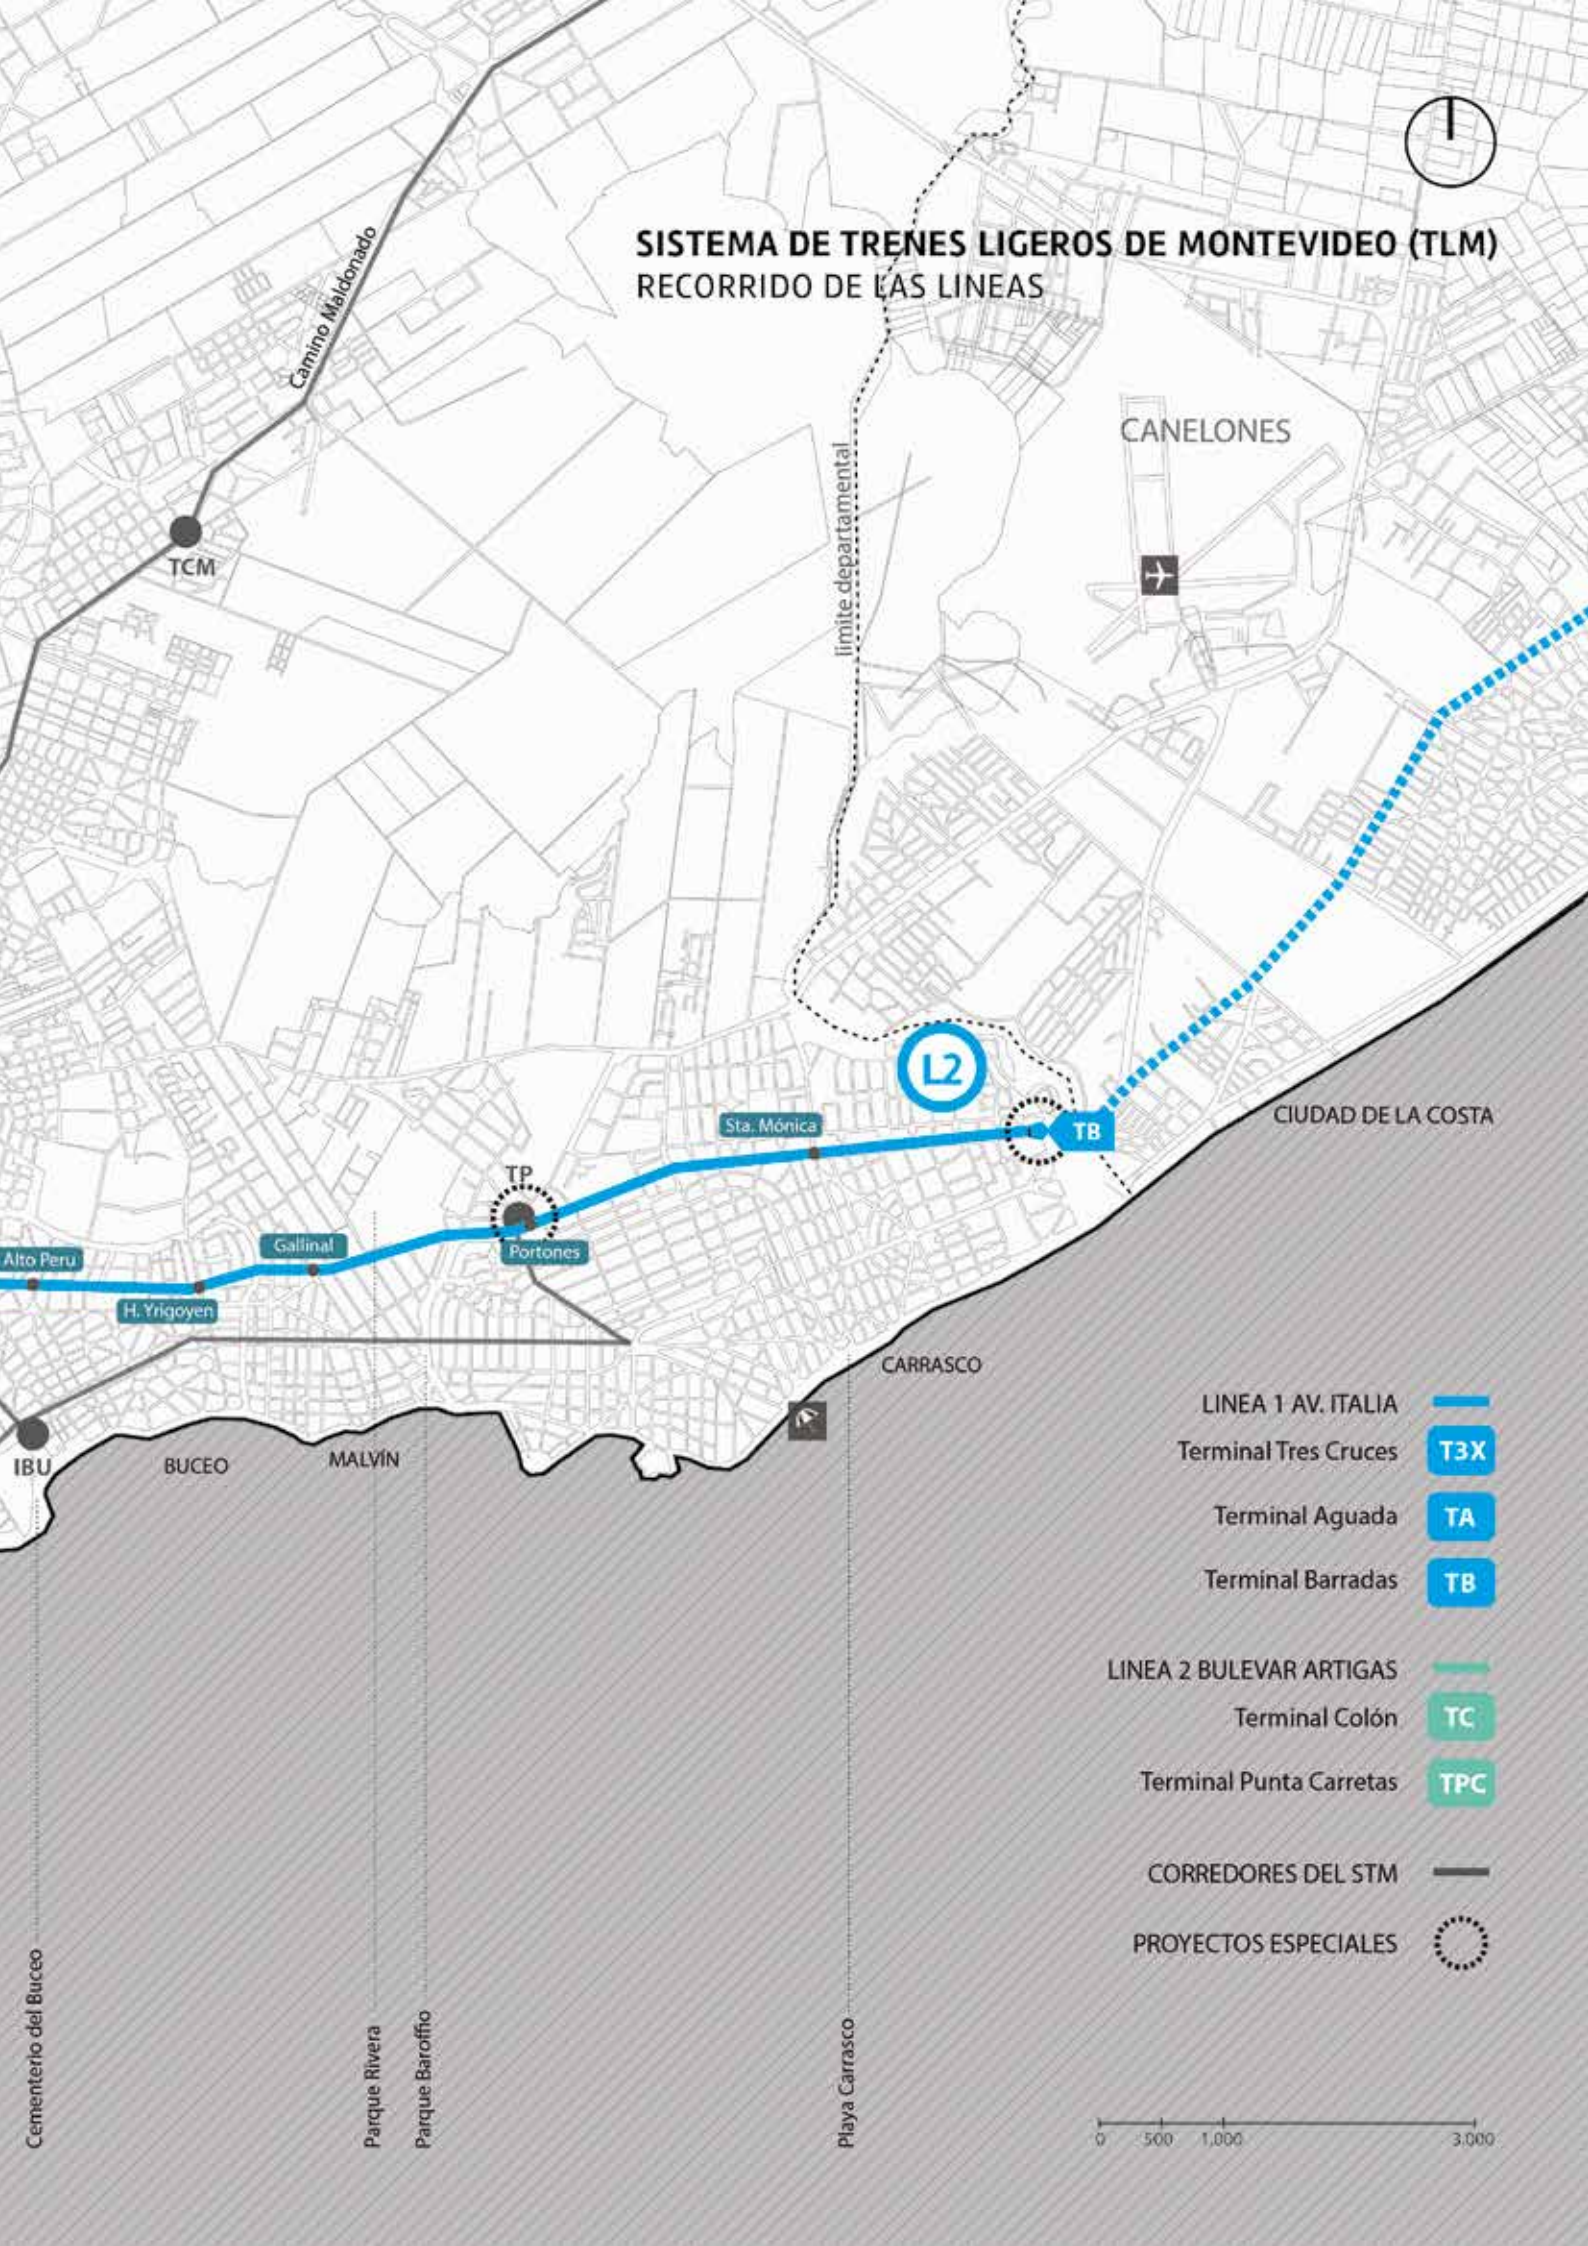 SISTEMA DE TRENES LIGEROS DE MONTEVIDEO (TLM)
RECORRIDO DE LAS LINEAS
Camino Maldonado
CANELONES
limite departamental
TCM
L2
TB
CIUDAD DE LA COSTA
Sta. Mónica
TP
Portones
Gallinal
Alto Peru
H. Yrigoyen
CARRASCO
IBU
BUCEO
MALVÍN
LINEA 1 AV. ITALIA
Terminal Tres Cruces T3X
Terminal Aguada TA
Terminal Barradas TB
LINEA 2 BULEVAR ARTIGAS
Terminal Colón TC
Terminal Punta Carretas TPC
CORREDORES DEL STM
PROYECTOS ESPECIALES
Cementerio del Buceo
Parque Rivera
Parque Baroffio
Playa Carrasco
0 500 1.000 3.000